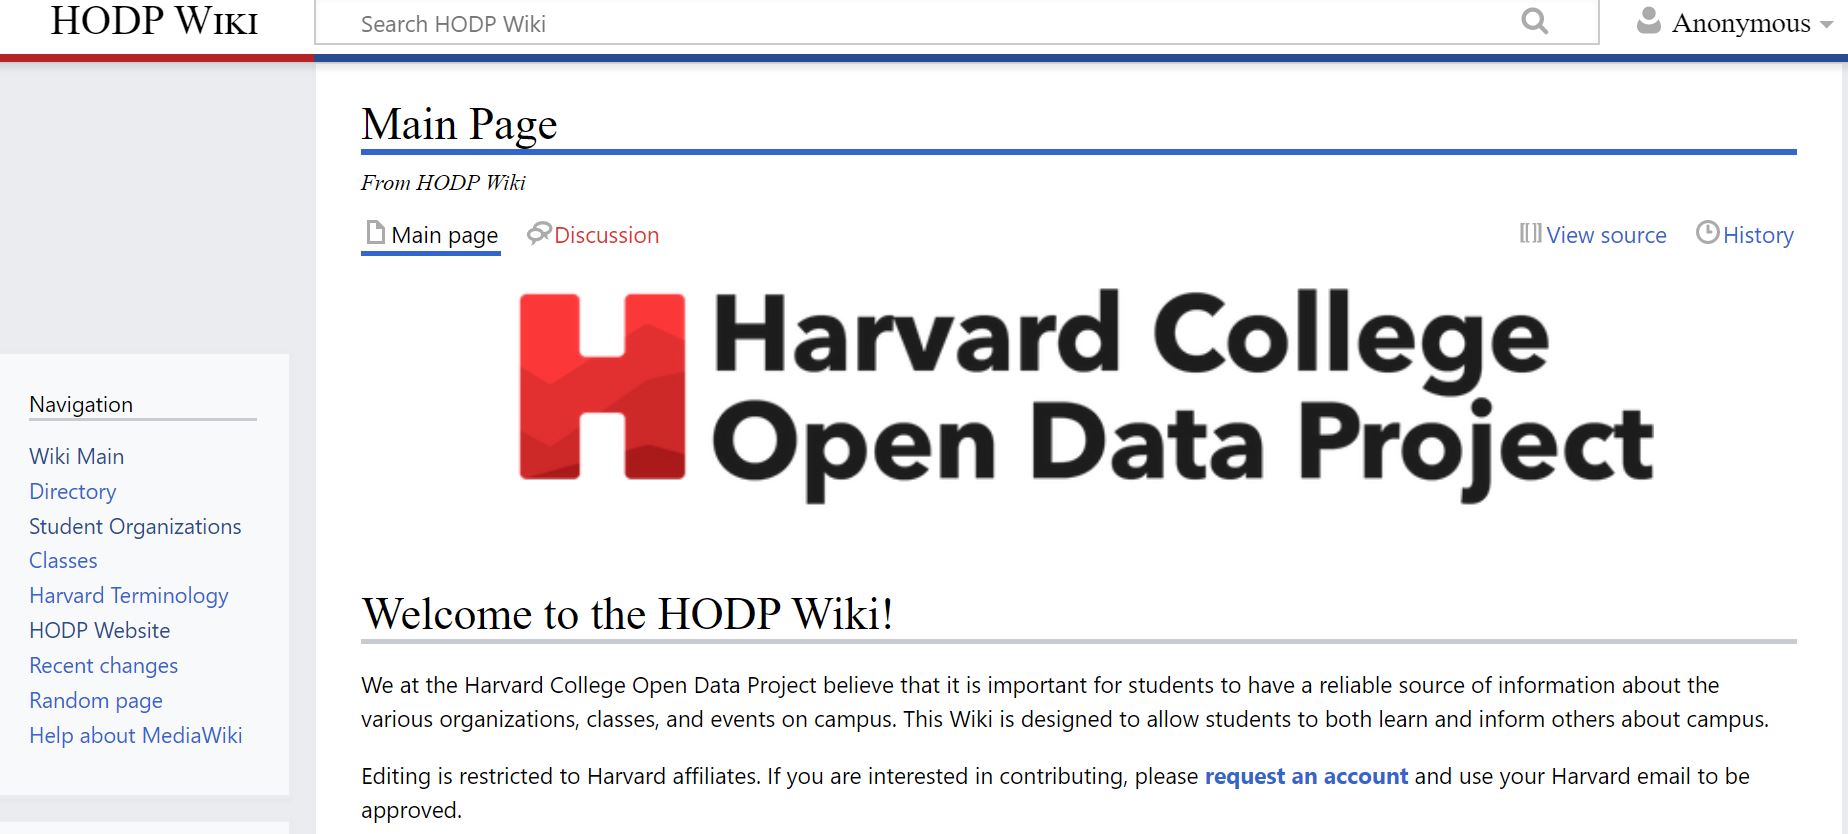 HODP Wiki
Search HODP Wiki
Anonymous
Main Page
From HODP Wiki
Main page
Discussion
View source
History
Harvard College
Open Data Project
Navigation
Wiki Main
Directory
Student Organizations
Classes
Harvard Terminology
HODP Website
Recent changes
Random page
Help about MediaWiki
Welcome to the HODP Wiki!
We at the Harvard College Open Data Project believe that it is important for students to have a reliable source of information about the
various organizations, classes, and events on campus. This Wiki is designed to allow students to both learn and inform others about campus.
Editing is restricted to Harvard affiliates. If you are interested in contributing, please request an account and use your Harvard email to be
approved.